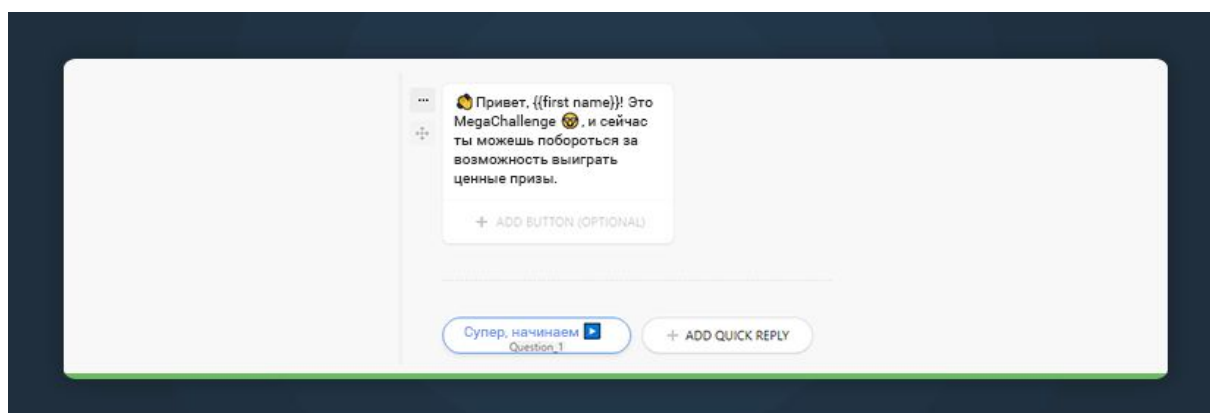 👏 Привет, {{first name}}! Это
MegaChallenge 🤓, и сейчас
ты можешь побороться за
возможность выиграть
ценные призы.
+ ADD BUTTON (OPTIONAL)
Супер, начинаем ▶️
Question_1
+ ADD QUICK REPLY